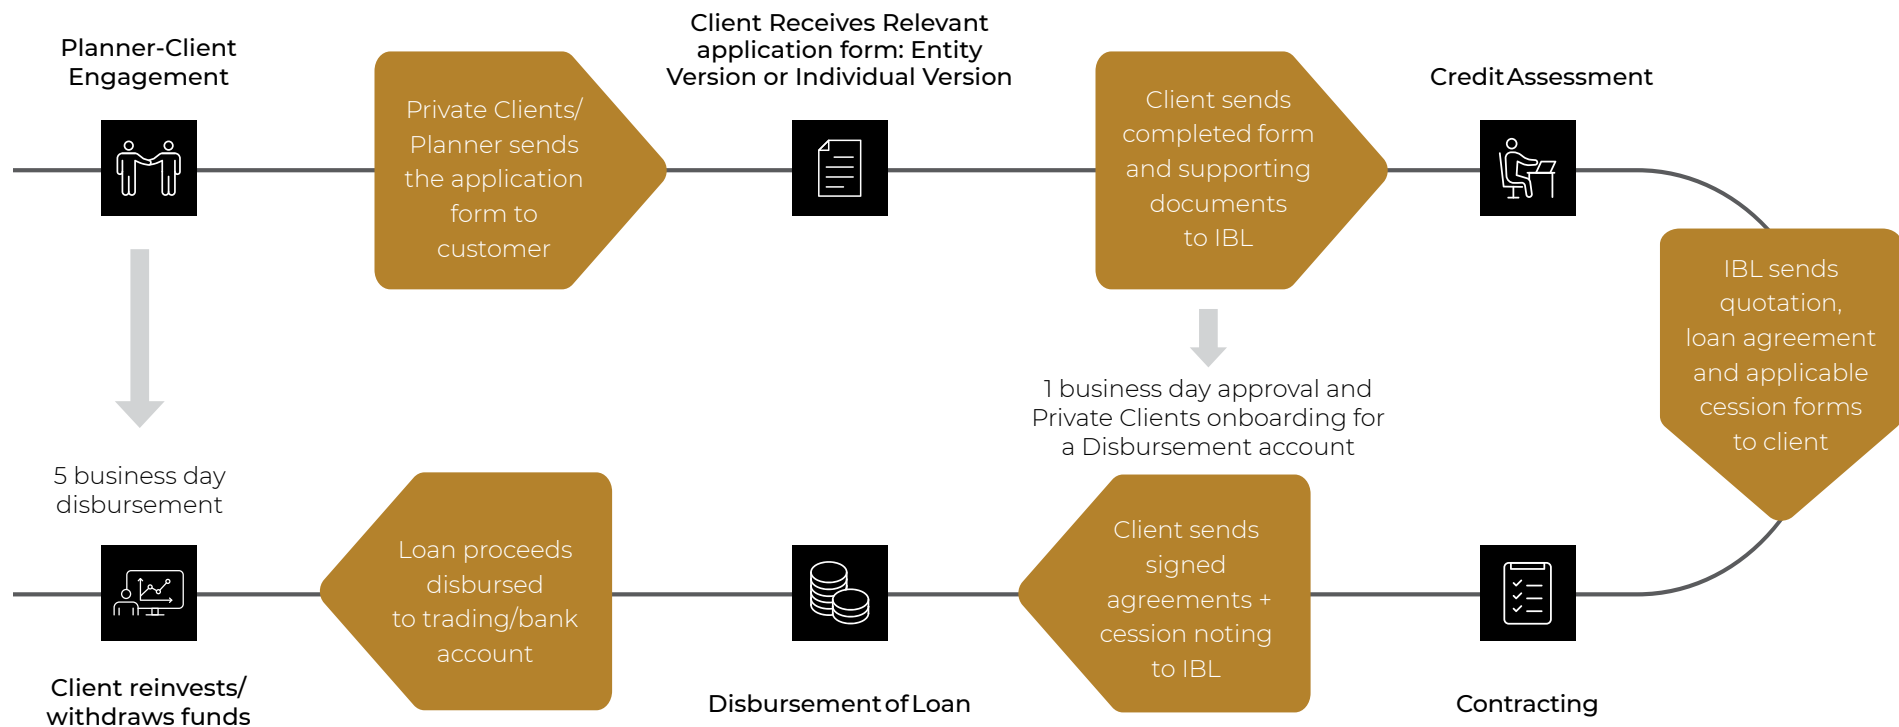 Planner-Client
Engagement
Private Clients/
Planner sends
the application
form to
customer
Client Receives Relevant
application form: Entity
Version or Individual Version
Client sends
completed form
and supporting
documents
to IBL
Credit Assessment
IBL sends
quotation,
loan agreement
and applicable
cession forms
to client
1 business day approval and
Private Clients onboarding for
a Disbursement account
Contracting
Client sends
signed
agreements +
cession noting
to IBL
Disbursement of Loan
Loan proceeds
disbursed
to trading/bank
account
5 business day
disbursement
Client reinvests/
withdraws funds